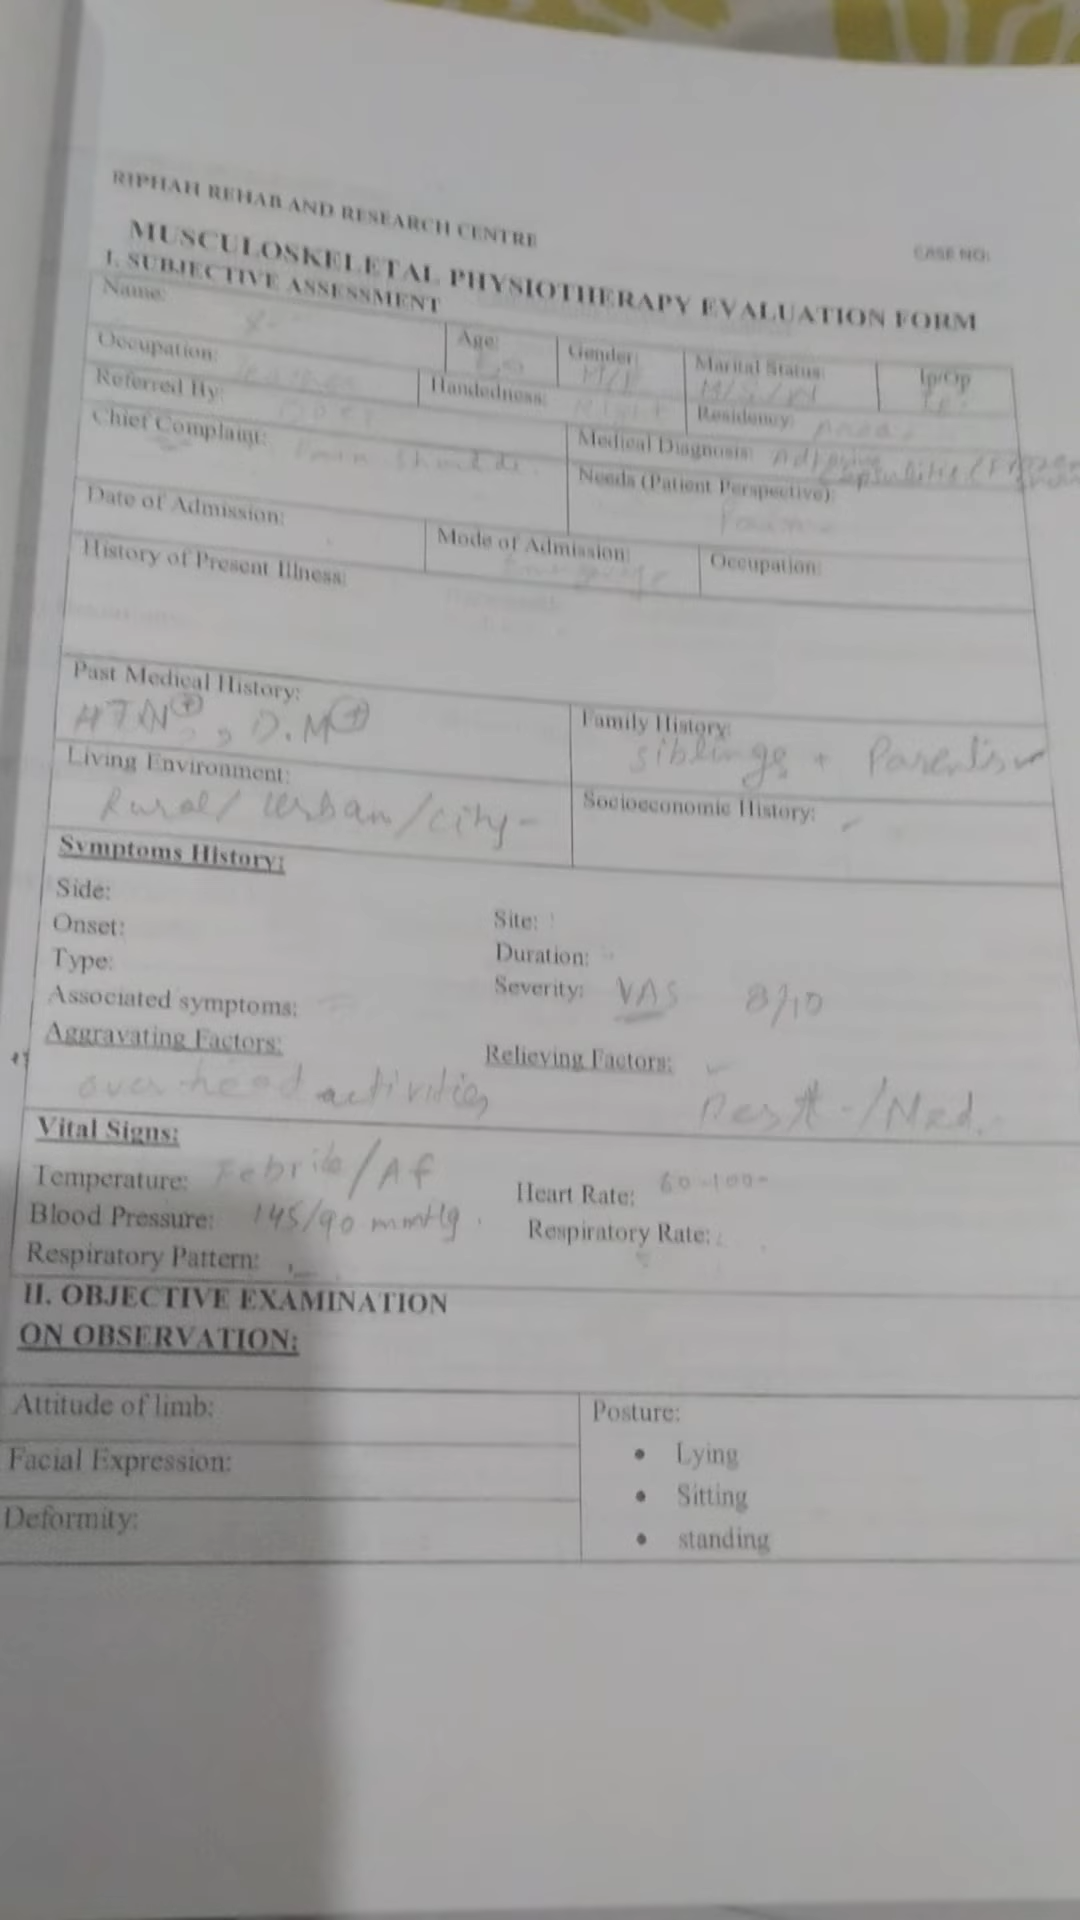 RIPHAH REHAB AND RESEARCH CENTRE
CASE NO:
MUSCULOSKELETAL PHYSIOTHERAPY EVALUATION FORM
I. SUBJECTIVE ASSESSMENT
Name:
Age:
Gender: M/F
Marital Status: M/S/W
Ip/Op
Occupation: Teacher
Handedness: Right
Residency:
Referred By:
Chief Complaint: Pain
Medical Diagnosis: Adhesive Capsulitis / Frozen
Needs (Patient Perspective):
Pain
Date of Admission:
Mode of Admission:
Occupation:
History of Present Illness:
Past Medical History:
HTN⊕, D.M⊕
Family History:
Siblings + Parents
Living Environment:
Rural/urban/city-
Socioeconomic History:
Symptoms History:
Side:
Site:
Onset:
Duration:
Type:
Severity: VAS 8/10
Associated symptoms:
Aggravating Factors:
Relieving Factors:
over head activities
Rest - / Med.
Vital Signs:
Temperature: Febrile/Af
Heart Rate: 60-100-
Blood Pressure: 145/90 mmHg.
Respiratory Rate:
Respiratory Pattern:
II. OBJECTIVE EXAMINATION
ON OBSERVATION:
Attitude of limb:
Posture:
• Lying
Facial Expression:
• Sitting
Deformity:
• standing